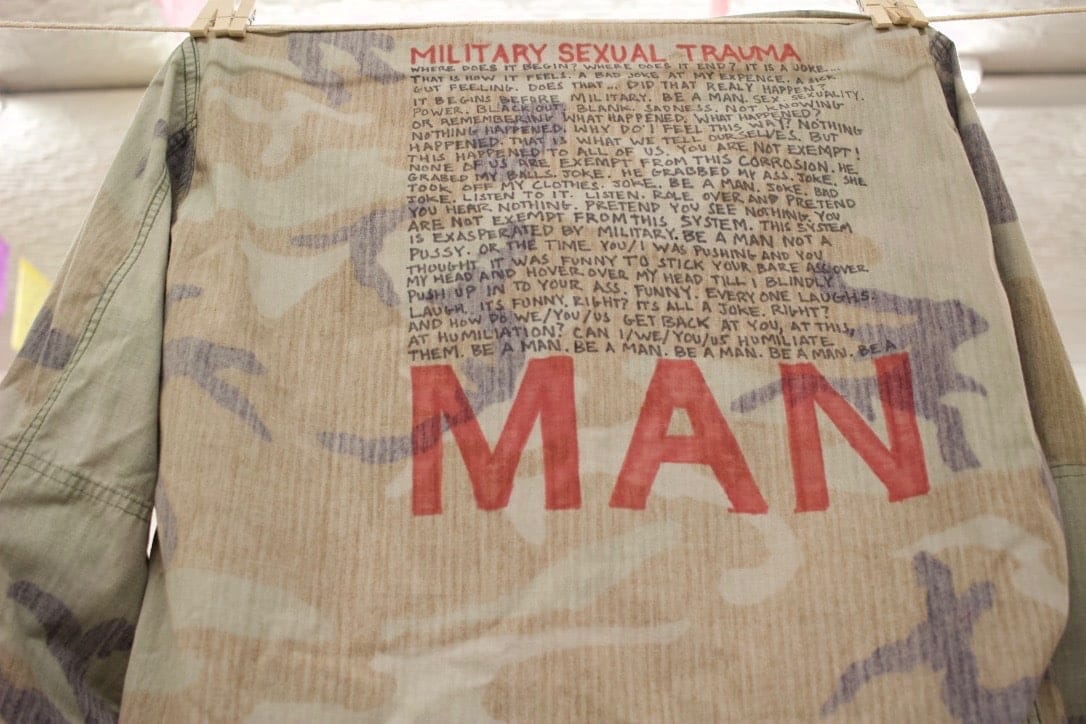 MILITARY SEXUAL TRAUMA
WHERE DOES IT BEGIN? WHERE DOES IT END? IT IS A JOKE...
THAT IS HOW IT FEELS. A BAD JOKE AT MY EXPENCE. A SICK
GUT FEELING. DOES THAT... DID THAT REALY HAPPEN?
IT BEGINS BEFORE MILITARY. BE A MAN. SEX. SEXUALITY.
POWER. BLACK OUT. BLANK. SADNESS. NOT KNOWING
OR REMEMBERING WHAT HAPPENED. WHAT HAPPENED?
NOTHING HAPPENED. WHY DO I FEEL THIS WAY? NOTHING
HAPPENED. THAT IS WHAT WE TELL OURSELVES. BUT
THIS HAPPENED TO ALL OF US. YOU ARE NOT EXEMPT!
NONE OF US ARE EXEMPT FROM THIS CORROSION. HE
GRABED MY BALLS. JOKE. HE GRABBED MY ASS. JOKE. SHE
TOOK OFF MY CLOTHES. JOKE. BE A MAN. JOKE. BAD
JOKE. LISTEN TO IT. LISTEN. ROLE OVER AND PRETEND
YOU HEAR NOTHING. PRETEND YOU SEE NOTHING. YOU
ARE NOT EXEMPT FROM THIS SYSTEM. THIS SYSTEM
IS EXASPERATED BY MILITARY. BE A MAN NOT A
PUSSY. OR THE TIME YOU/I WAS PUSHING AND YOU
THOUGHT IT WAS FUNNY TO STICK YOUR BARE ASS OVER
MY HEAD AND HOVER OVER MY HEAD TILL I BLINDLY
PUSH UP IN TO YOUR ASS. FUNNY. EVERYONE LAUGHS.
LAUGH. ITS FUNNY, RIGHT? ITS ALL A JOKE. RIGHT?
AND HOW DO WE/YOU/US GET BACK AT YOU, AT THIS,
AT HUMILIATION? CAN I/WE/YOU/US HUMILIATE
THEM. BE A MAN. BE A MAN. BE A MAN. BE A MAN. BE A
MAN